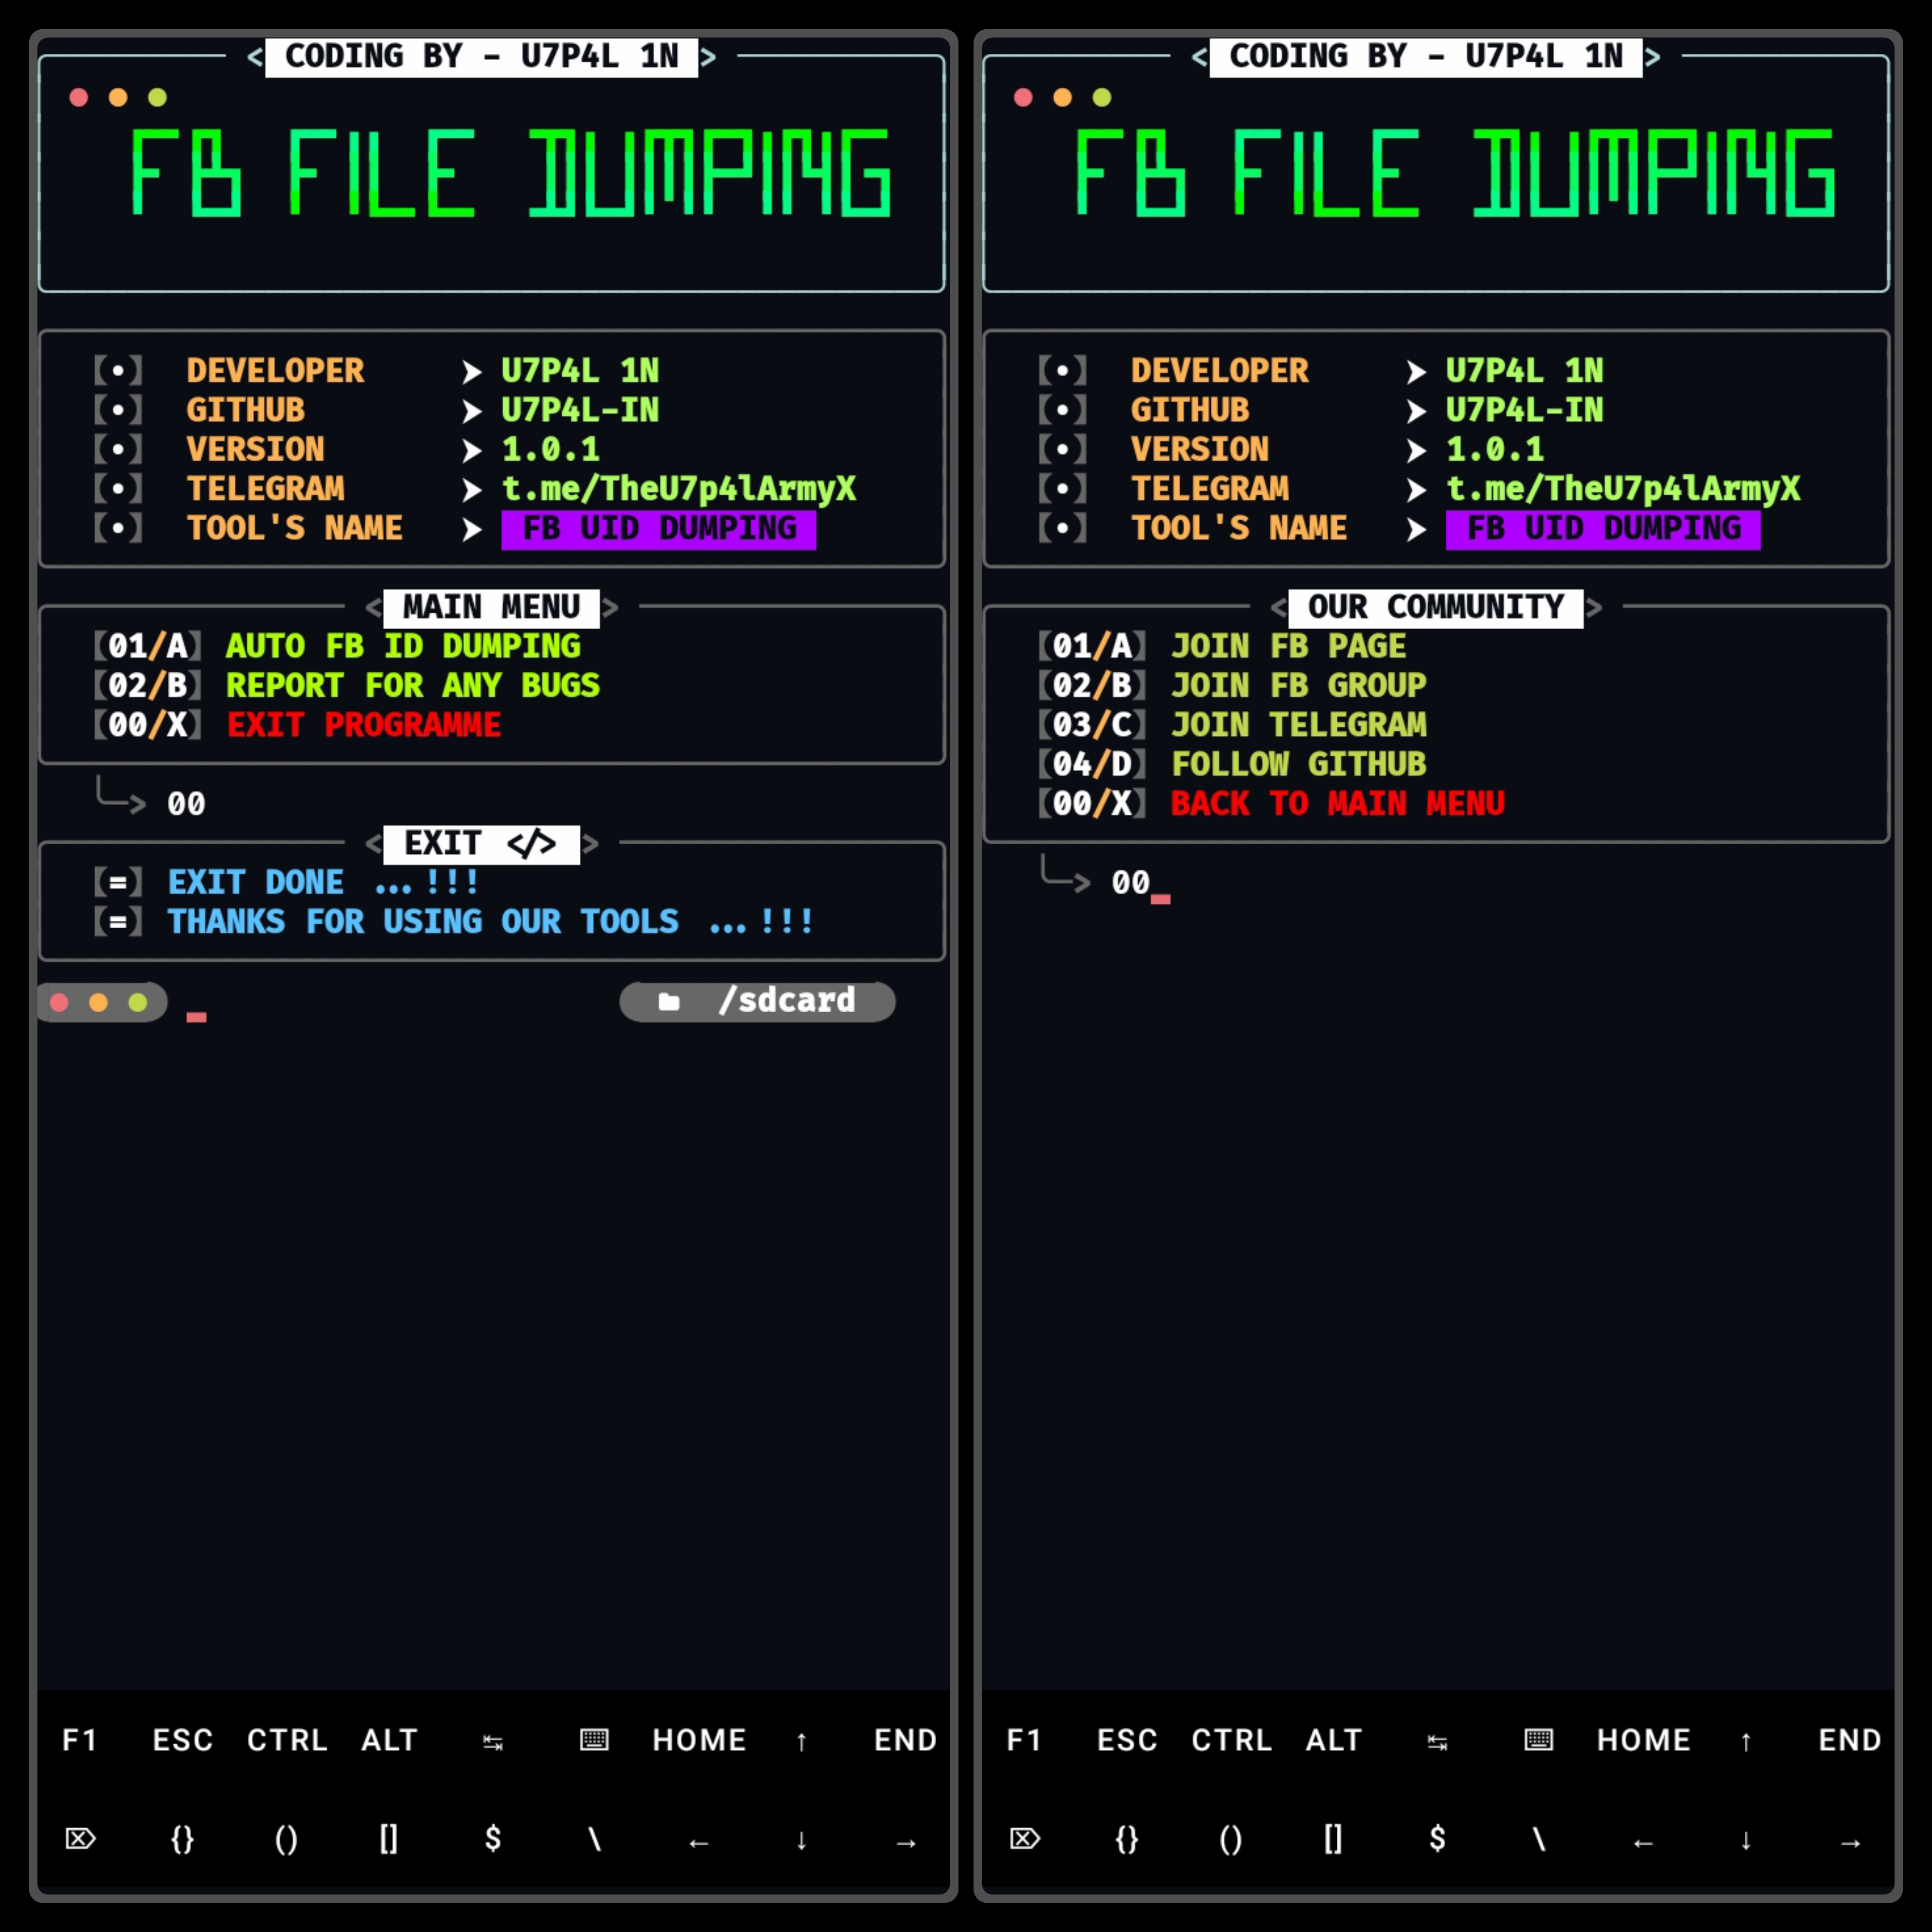 < CODING BY - U7P4L 1N >
FB FILE DUMPING
【•】 DEVELOPER ➤ U7P4L 1N
【•】 GITHUB ➤ U7P4L-IN
【•】 VERSION ➤ 1.0.1
【•】 TELEGRAM ➤ t.me/TheU7p4lArmyX
【•】 TOOL'S NAME ➤ FB UID DUMPING
< MAIN MENU >
【01/A】 AUTO FB ID DUMPING
【02/B】 REPORT FOR ANY BUGS
【00/X】 EXIT PROGRAMME
╰─> 00
< EXIT </> >
【=】 EXIT DONE ...!!!
【=】 THANKS FOR USING OUR TOOLS ...!!!
/sdcard
F1 ESC CTRL ALT ↹ ⌨ HOME ↑ END
⌦ {} () [] $ \ ← ↓ →
< CODING BY - U7P4L 1N >
FB FILE DUMPING
【•】 DEVELOPER ➤ U7P4L 1N
【•】 GITHUB ➤ U7P4L-IN
【•】 VERSION ➤ 1.0.1
【•】 TELEGRAM ➤ t.me/TheU7p4lArmyX
【•】 TOOL'S NAME ➤ FB UID DUMPING
< OUR COMMUNITY >
【01/A】 JOIN FB PAGE
【02/B】 JOIN FB GROUP
【03/C】 JOIN TELEGRAM
【04/D】 FOLLOW GITHUB
【00/X】 BACK TO MAIN MENU
╰─> 00
F1 ESC CTRL ALT ↹ ⌨ HOME ↑ END
⌦ {} () [] $ \ ← ↓ →